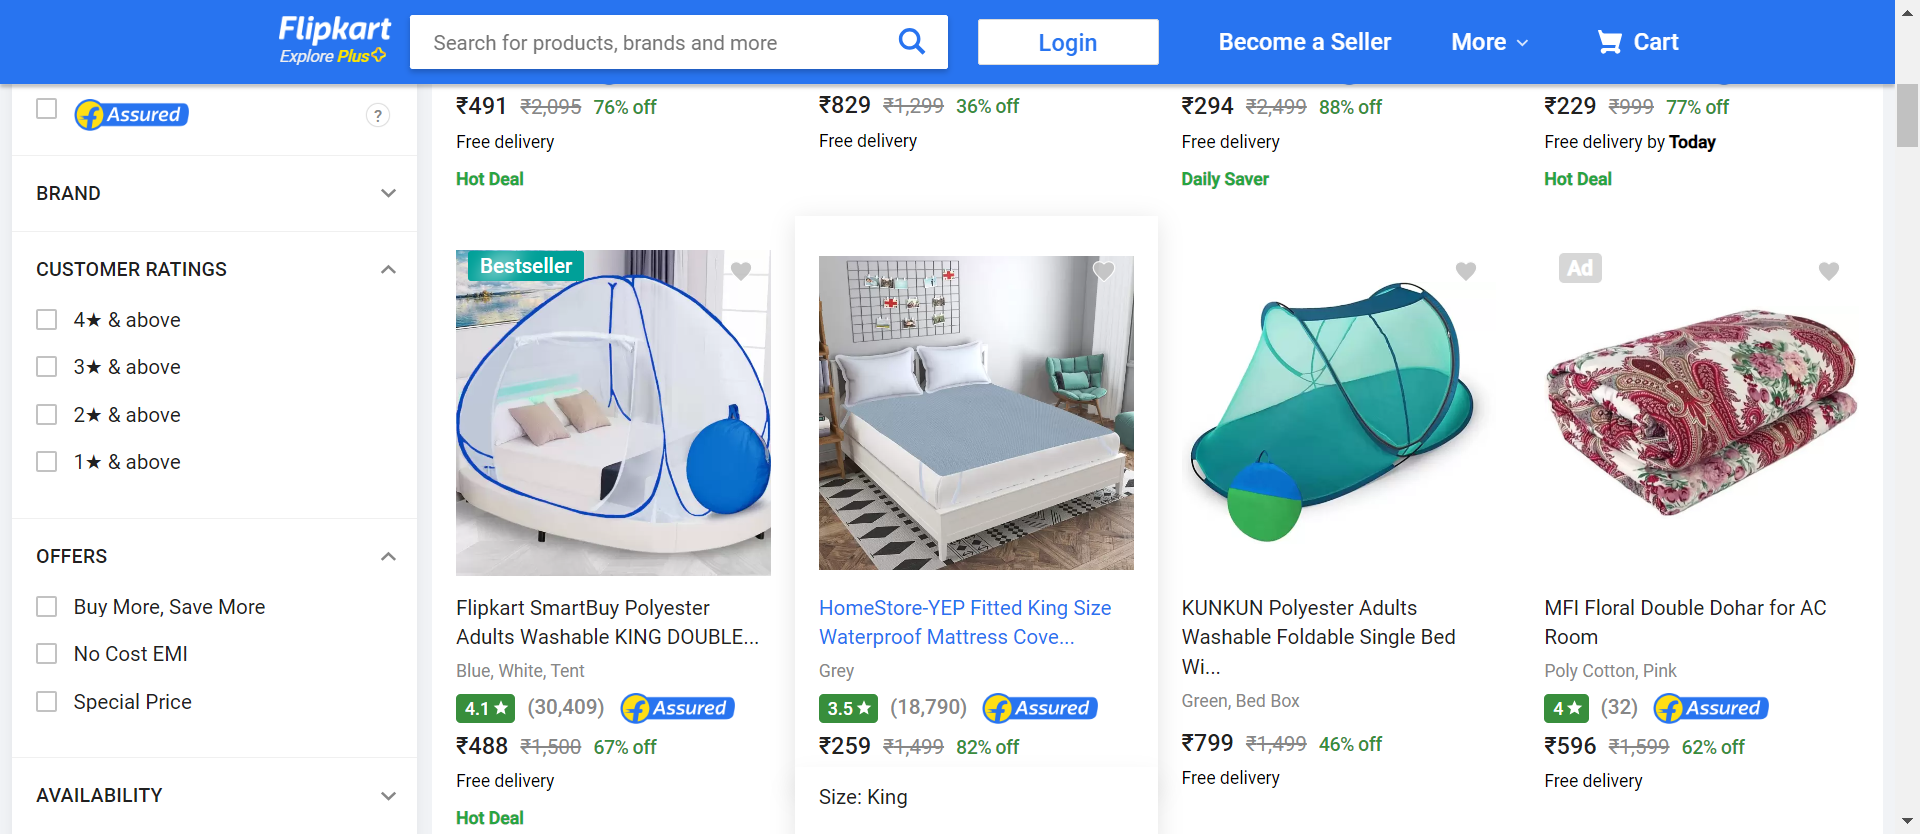 Flipkart
Explore Plus
Search for products, brands and more
Login
Become a Seller
More
Cart
Assured
?
BRAND
CUSTOMER RATINGS
4★ & above
3★ & above
2★ & above
1★ & above
OFFERS
Buy More, Save More
No Cost EMI
Special Price
AVAILABILITY
₹491 ₹2,095 76% off
Free delivery
Hot Deal
₹829 ₹1,299 36% off
Free delivery
₹294 ₹2,499 88% off
Free delivery
Daily Saver
₹229 ₹999 77% off
Free delivery by Today
Hot Deal
Bestseller
Flipkart SmartBuy Polyester
Adults Washable KING DOUBLE...
Blue, White, Tent
4.1★ (30,409) Assured
₹488 ₹1,500 67% off
Free delivery
Hot Deal
HomeStore-YEP Fitted King Size
Waterproof Mattress Cove...
Grey
3.5★ (18,790) Assured
₹259 ₹1,499 82% off
Size: King
KUNKUN Polyester Adults
Washable Foldable Single Bed
Wi...
Green, Bed Box
₹799 ₹1,499 46% off
Free delivery
Ad
MFI Floral Double Dohar for AC
Room
Poly Cotton, Pink
4★ (32) Assured
₹596 ₹1,599 62% off
Free delivery